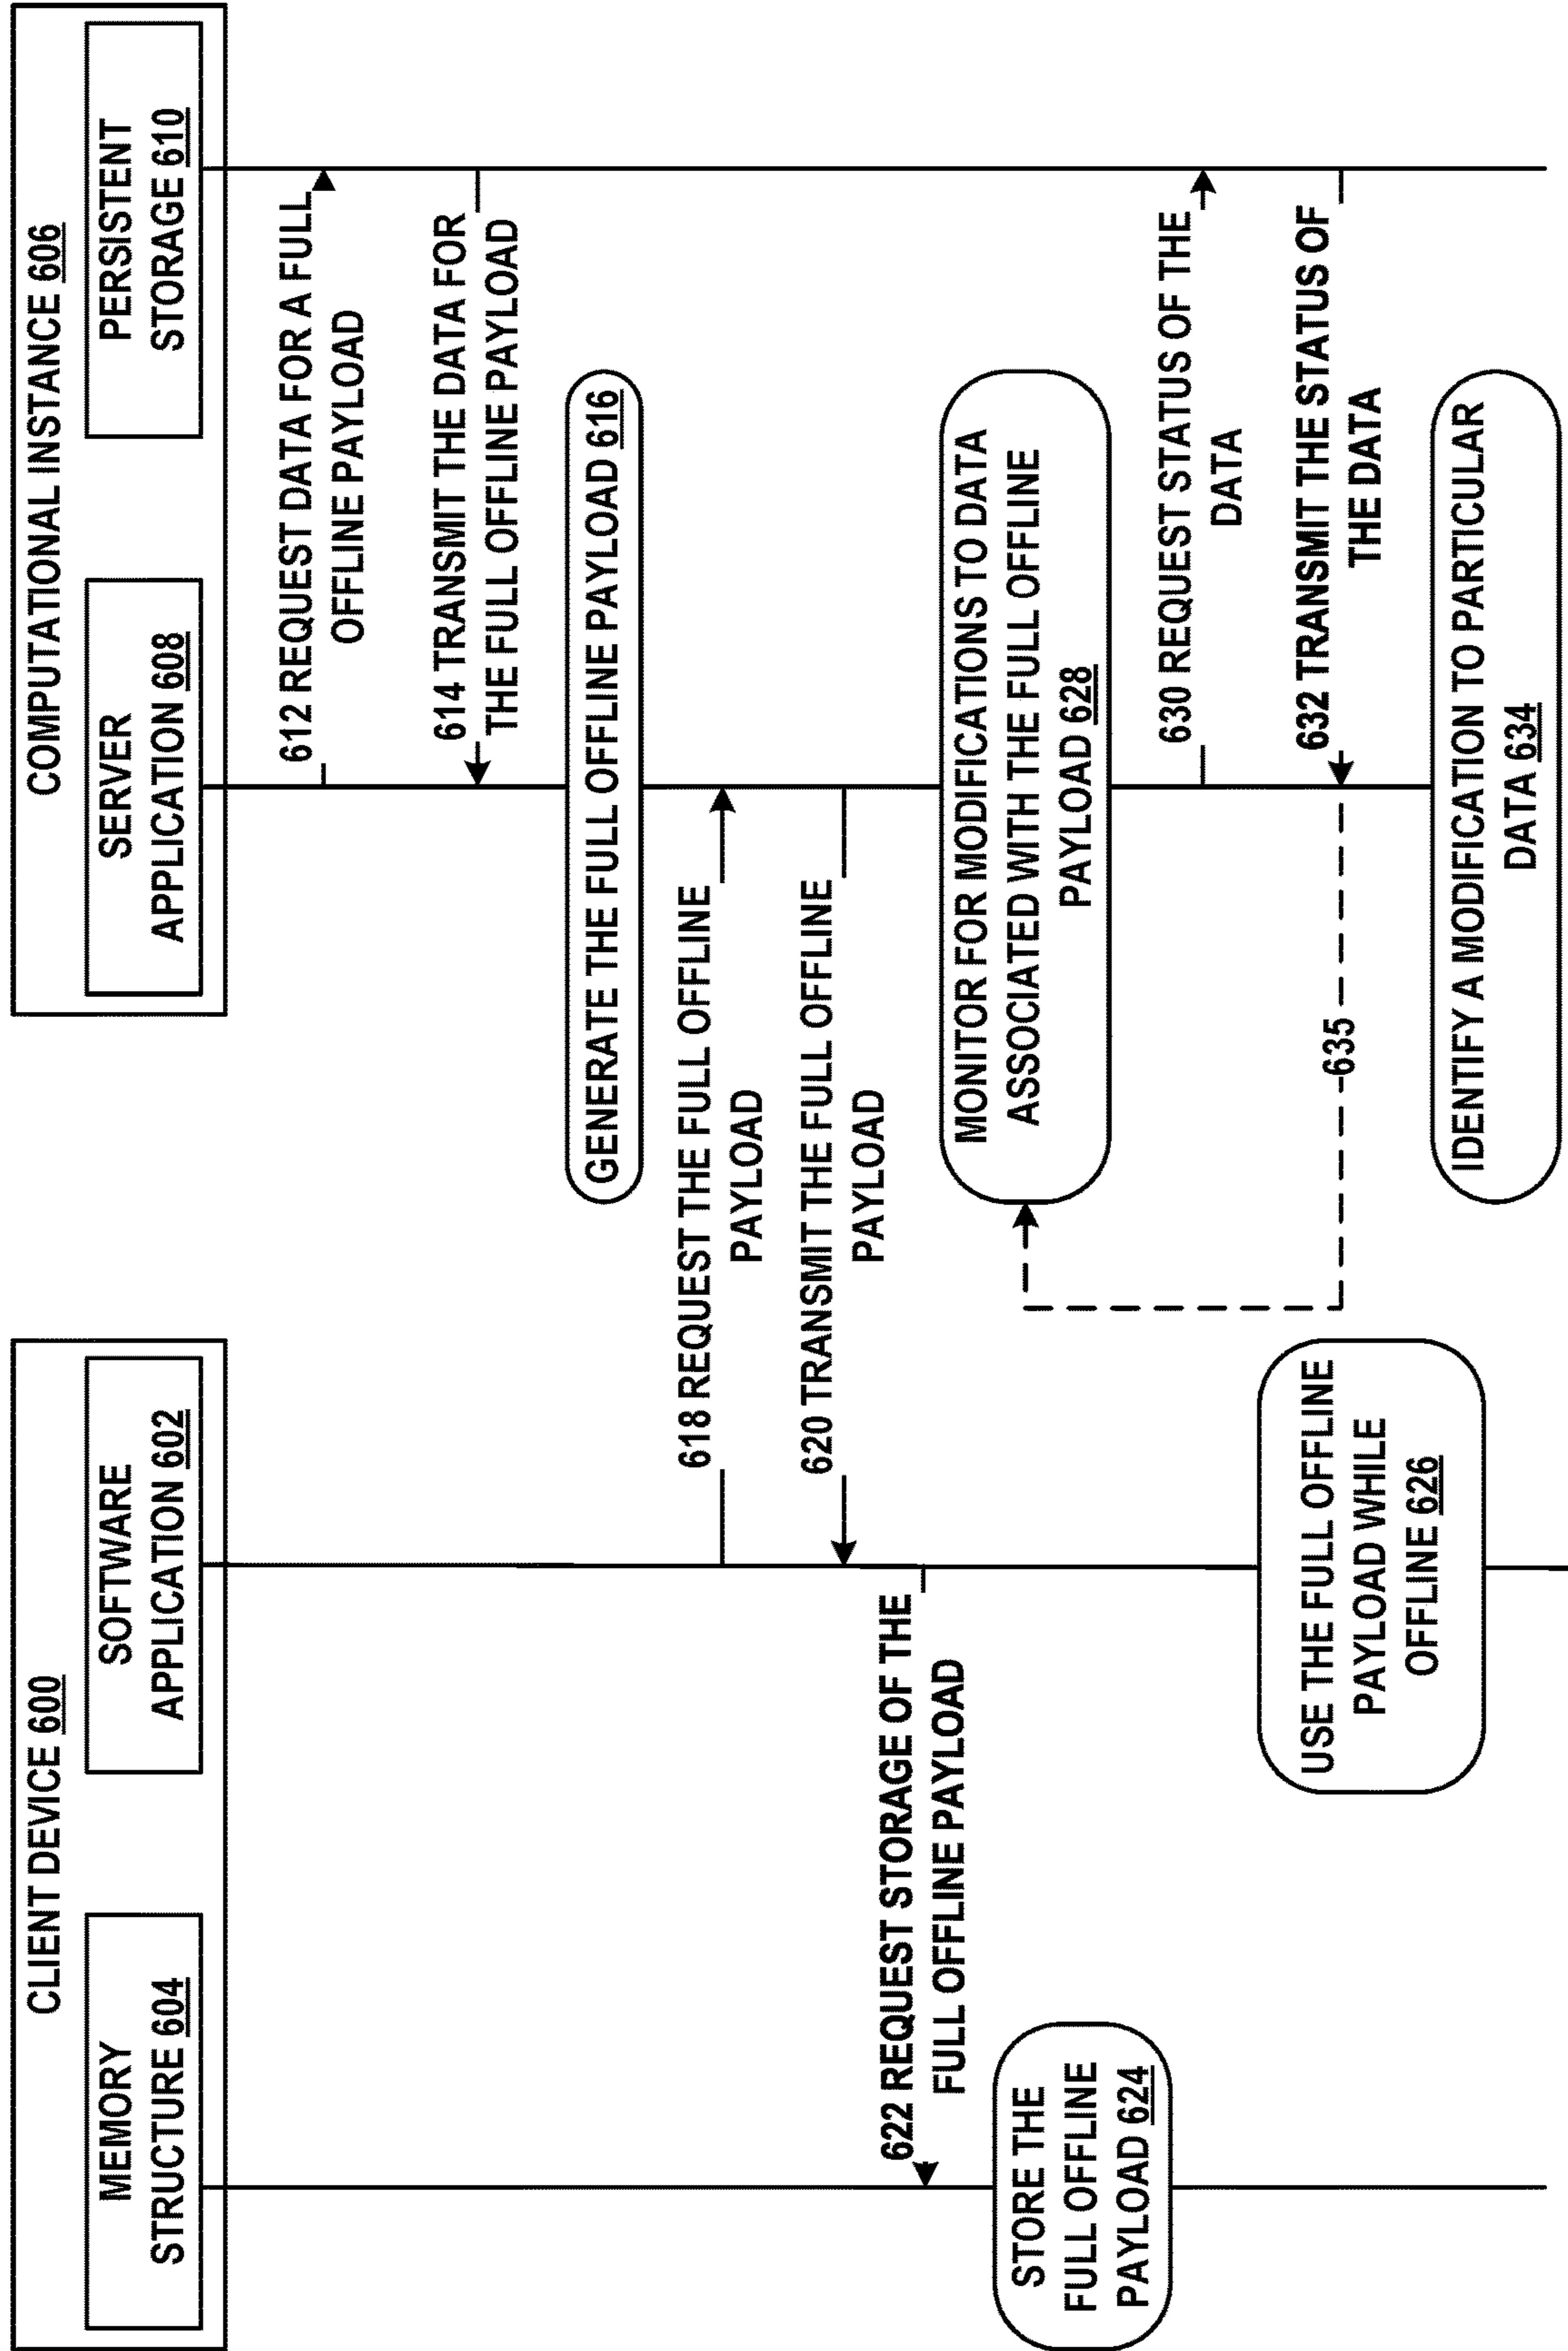 CLIENT DEVICE 600
MEMORY
STRUCTURE 604
SOFTWARE
APPLICATION 602
COMPUTATIONAL INSTANCE 606
SERVER
APPLICATION 608
PERSISTENT
STORAGE 610
612 REQUEST DATA FOR A FULL
OFFLINE PAYLOAD
614 TRANSMIT THE DATA FOR
THE FULL OFFLINE PAYLOAD
GENERATE THE FULL OFFLINE PAYLOAD 616
618 REQUEST THE FULL OFFLINE
PAYLOAD
620 TRANSMIT THE FULL OFFLINE
PAYLOAD
622 REQUEST STORAGE OF THE
FULL OFFLINE PAYLOAD
STORE THE
FULL OFFLINE
PAYLOAD 624
MONITOR FOR MODIFICATIONS TO DATA
ASSOCIATED WITH THE FULL OFFLINE
PAYLOAD 628
630 REQUEST STATUS OF THE
DATA
USE THE FULL OFFLINE
PAYLOAD WHILE
OFFLINE 626
632 TRANSMIT THE STATUS OF
THE DATA
635
IDENTIFY A MODIFICATION TO PARTICULAR
DATA 634